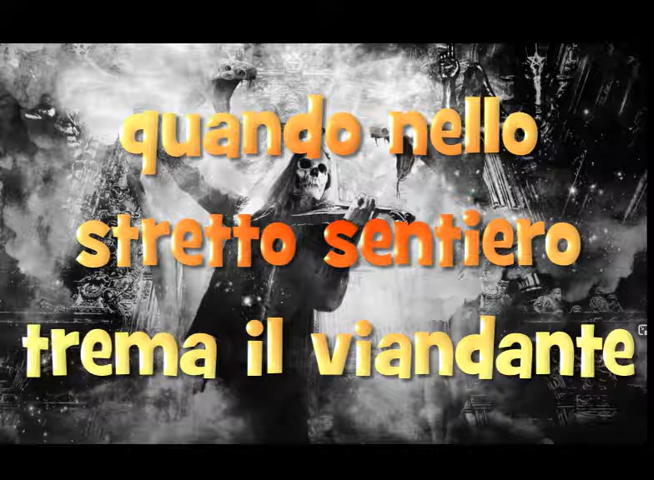 quando nello
stretto sentiero
trema il viandante